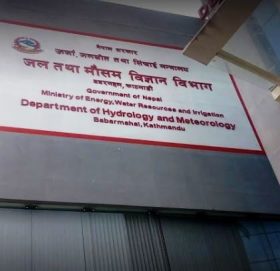 नेपाल सरकार
ऊर्जा, जलस्रोत तथा सिंचाई मन्त्रालय
जल तथा मौसम विज्ञान विभाग
बबरमहल, काठमाडौं
Government of Nepal
Ministry of Energy, Water Resources and Irrigation
Department of Hydrology and Meteorology
Babarmahal, Kathmandu